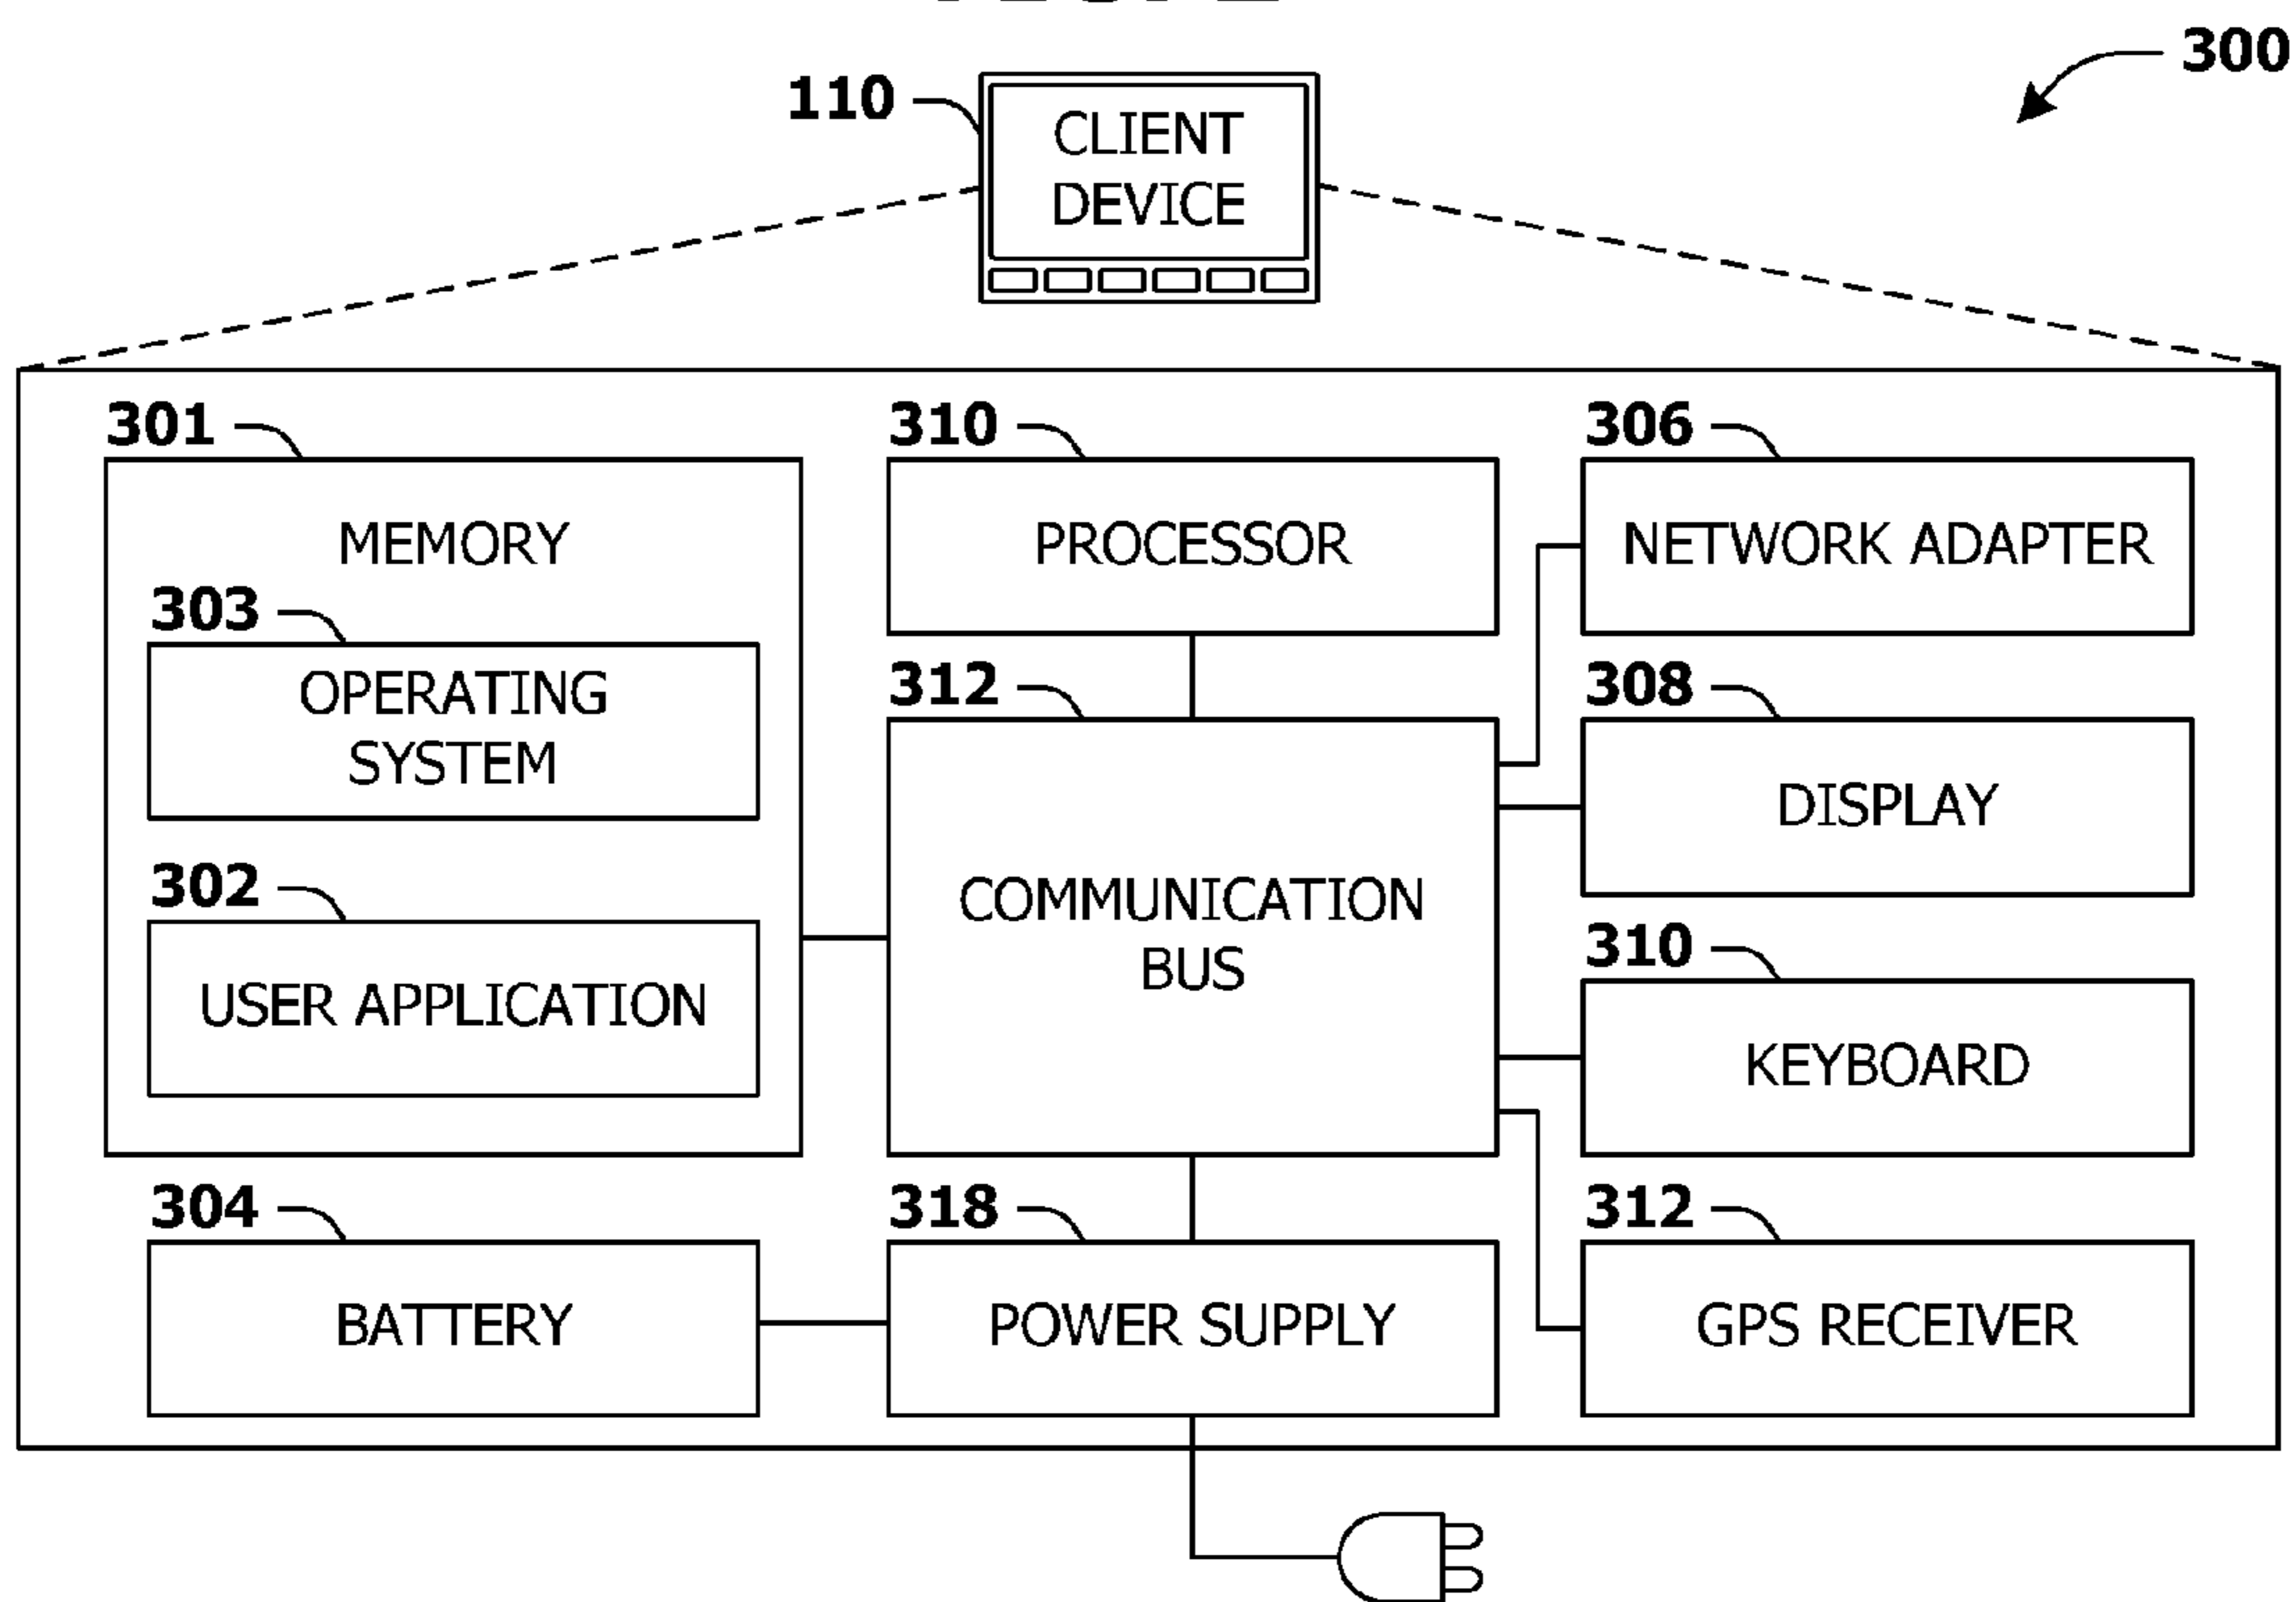 300
110
CLIENT
DEVICE
301
310
306
MEMORY
PROCESSOR
NETWORK ADAPTER
303
OPERATING
SYSTEM
312
308
DISPLAY
302
USER APPLICATION
COMMUNICATION
BUS
310
KEYBOARD
304
318
312
BATTERY
POWER SUPPLY
GPS RECEIVER